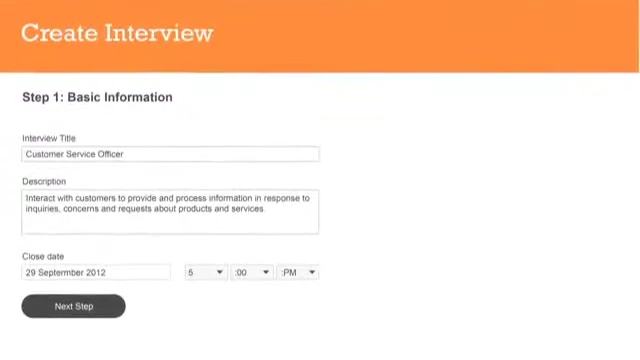 Create Interview
Step 1: Basic Information
Interview Title
Customer Service Officer
Description
Interact with customers to provide and process information in response to
inquiries, concerns and requests about products and services
Close date
29 Septermber 2012 5 :00 :PM
Next Step